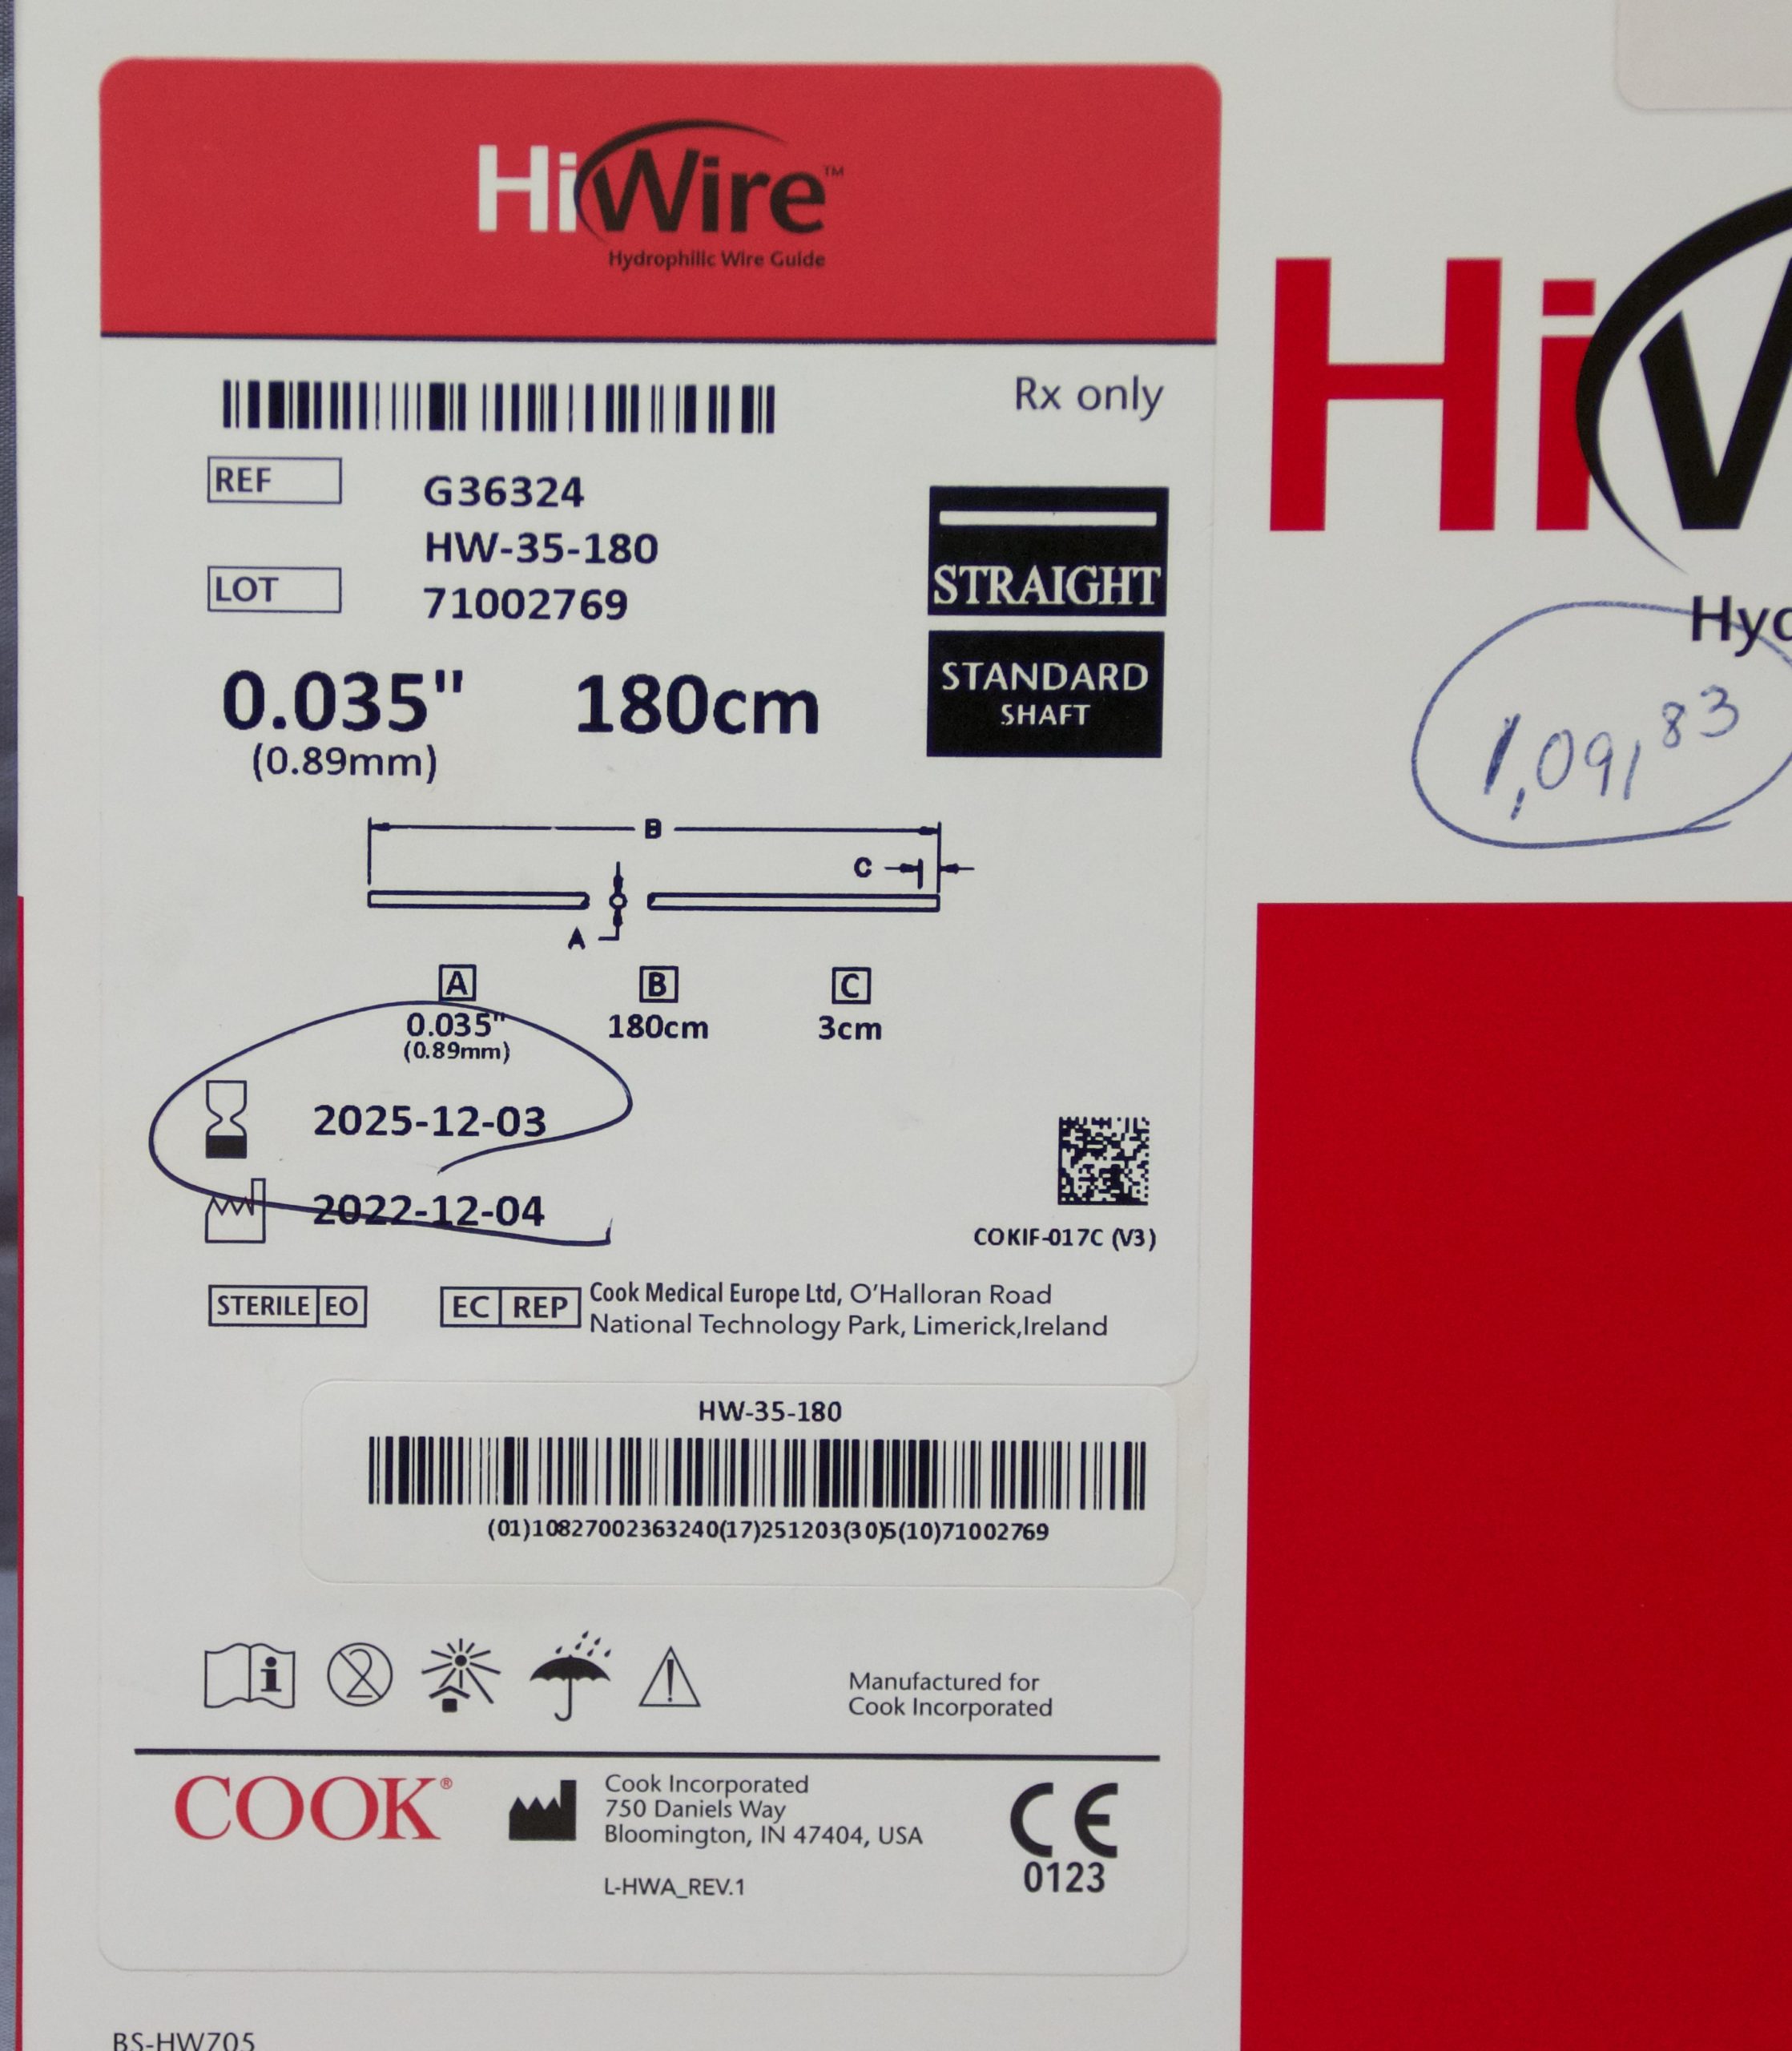 HiWire™
Hydrophilic Wire Guide
Rx only
REF G36324
HW-35-180
LOT 71002769
STRAIGHT
STANDARD
SHAFT
0.035" 180cm
(0.89mm)
B
C
A
A B C
0.035" 180cm 3cm
(0.89mm)
2025-12-03
2022-12-04
COKIF-017C (V3)
STERILE EO
EC REP Cook Medical Europe Ltd, O'Halloran Road
National Technology Park, Limerick,Ireland
HW-35-180
(01)10827002363240(17)251203(30)5(10)71002769
Manufactured for
Cook Incorporated
COOK®
Cook Incorporated
750 Daniels Way
Bloomington, IN 47404, USA
L-HWA_REV.1
CE
0123
BS-HW705
Hi
Hyd
1,091 83